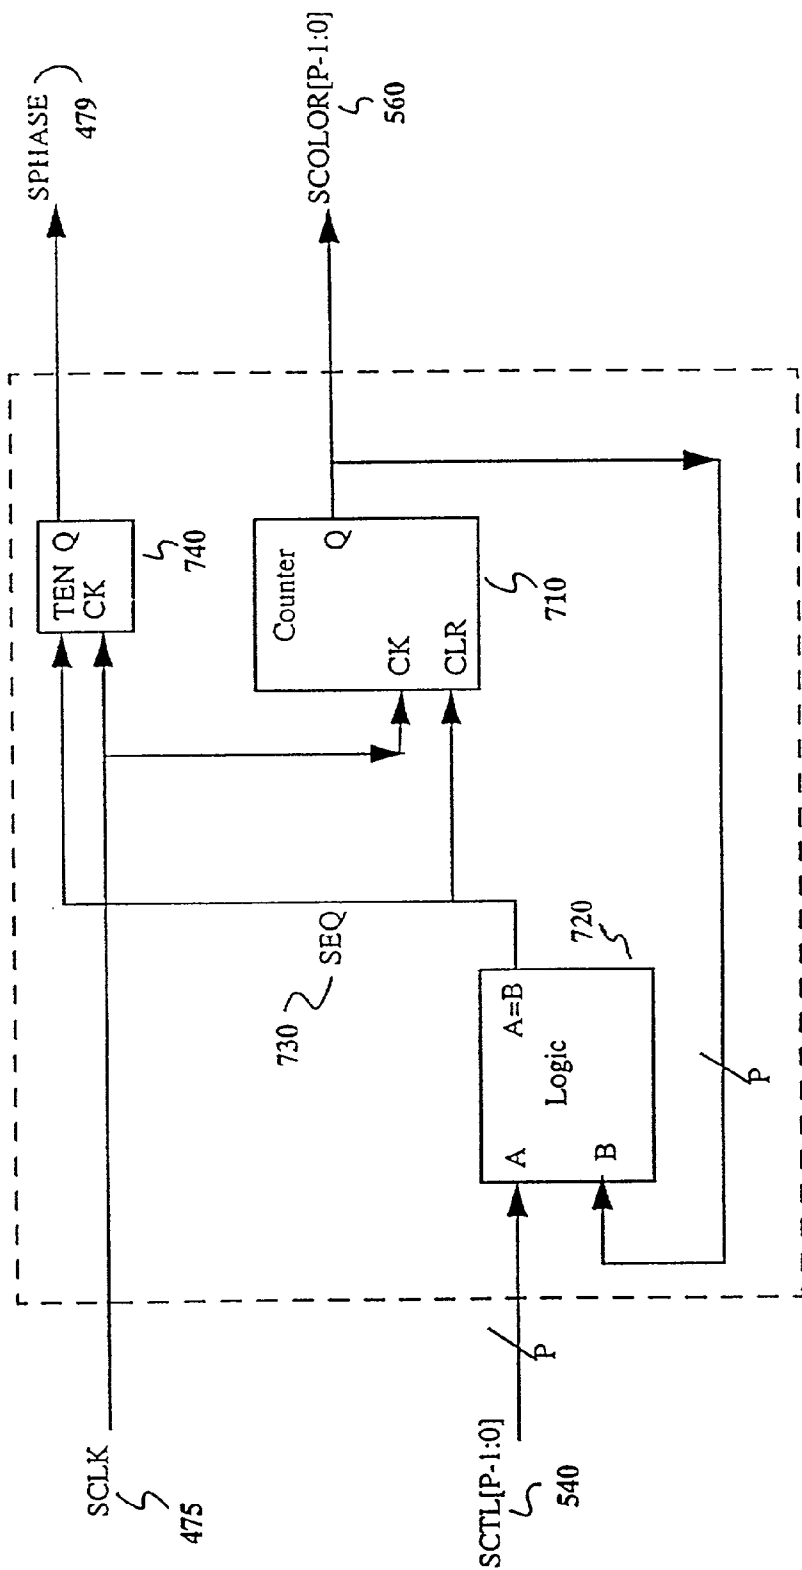 SCLK
475
SCTL[P-1:0]
540
P
A
B
A=B
Logic
720
730
SEQ
TEN Q
CK
740
Counter
CK
CLR
Q
710
P
SPHASE
479
SCOLOR[P-1:0]
560